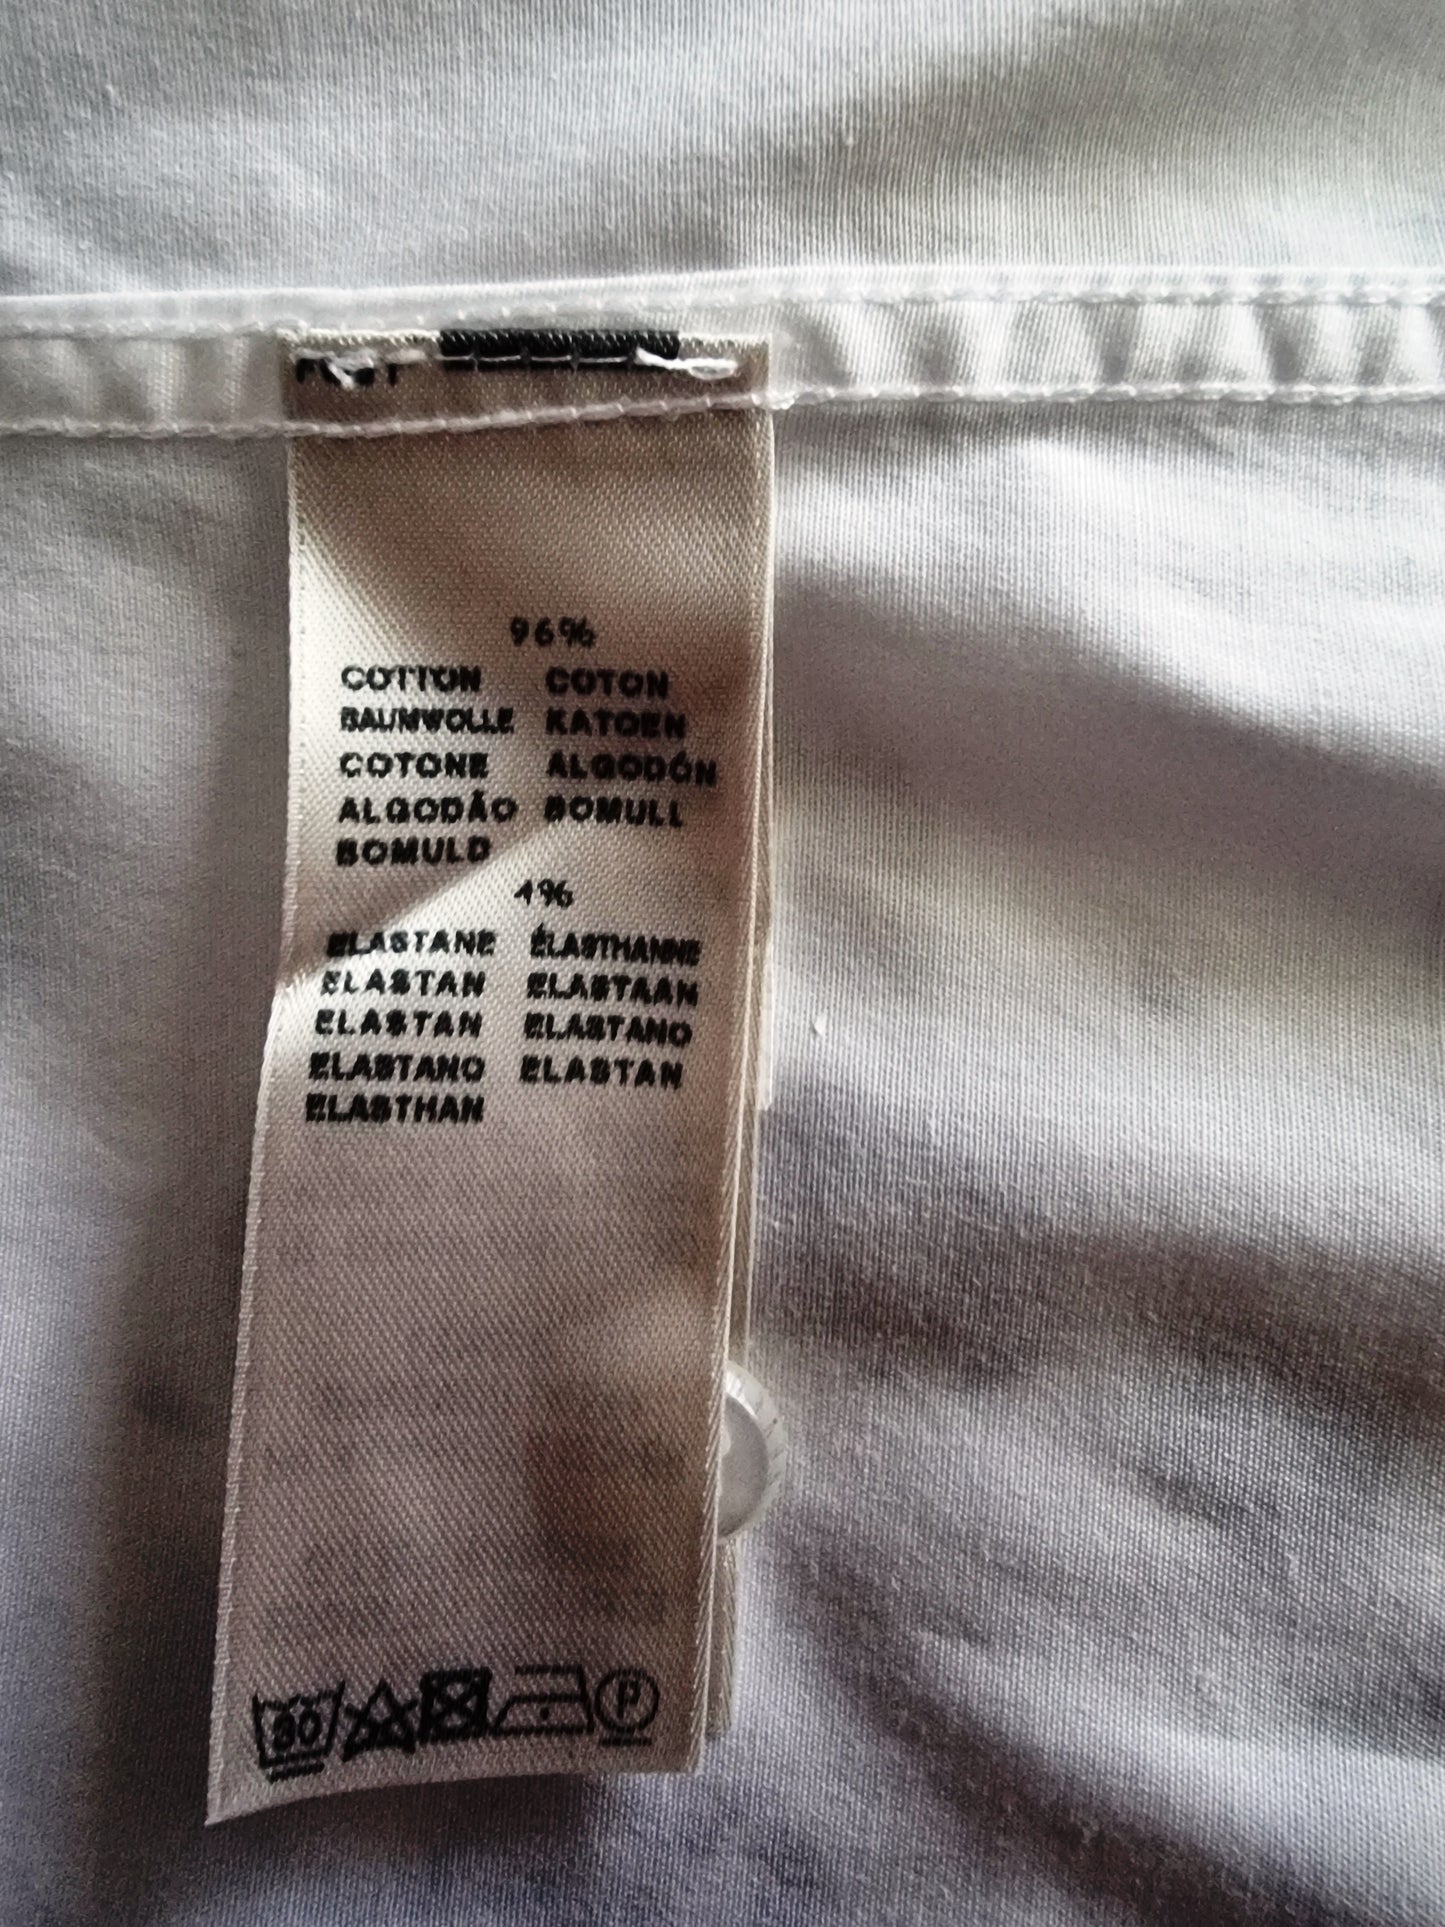 96%
COTTON COTON
BAUMWOLLE KATOEN
COTONE ALGODÓN
ALGODÃO BOMULL
BOMULD
4%
ELASTANE ÉLASTHANNE
ELASTAN ELASTAAN
ELASTAN ELASTANO
ELASTANO ELASTAN
ELASTHAN
30 P